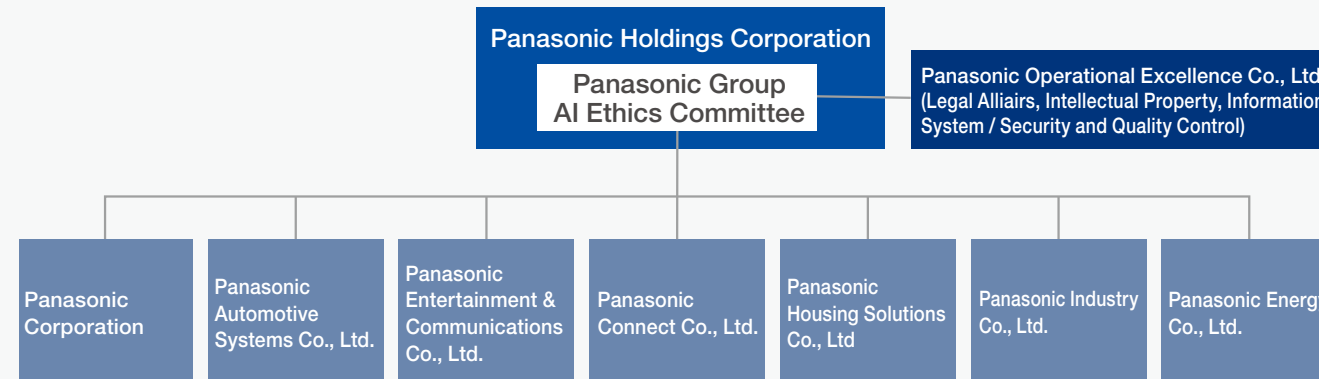 Panasonic Holdings Corporation
Panasonic Group
AI Ethics Committee
Panasonic Operational Excellence Co., Ltd
(Legal Alliairs, Intellectual Property, Information
System / Security and Quality Control)
Panasonic
Corporation
Panasonic
Automotive
Systems Co., Ltd.
Panasonic
Entertainment &
Communications
Co., Ltd.
Panasonic
Connect Co., Ltd.
Panasonic
Housing Solutions
Co., Ltd
Panasonic Industry
Co., Ltd.
Panasonic Energy
Co., Ltd.